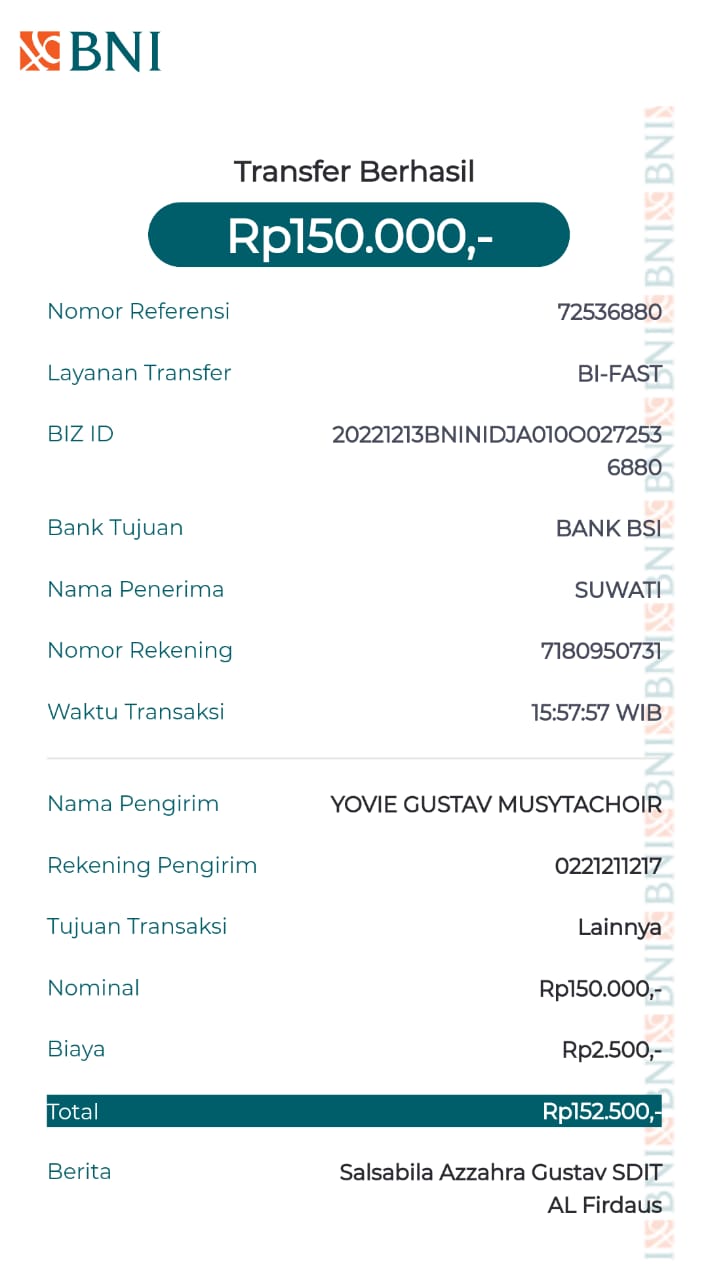 BNI
Transfer Berhasil
Rp150.000,-
Nomor Referensi 72536880
Layanan Transfer BI-FAST
BIZ ID 20221213BNINIDJA010O027253
6880
Bank Tujuan BANK BSI
Nama Penerima SUWATI
Nomor Rekening 7180950731
Waktu Transaksi 15:57:57 WIB
Nama Pengirim YOVIE GUSTAV MUSYTACHOIR
Rekening Pengirim 0221211217
Tujuan Transaksi Lainnya
Nominal Rp150.000,-
Biaya Rp2.500,-
Total Rp152.500,-
Berita Salsabila Azzahra Gustav SDIT
AL Firdaus
BNI BNI BNI BNI BNI BNI BNI BNI BNI BNI BNI